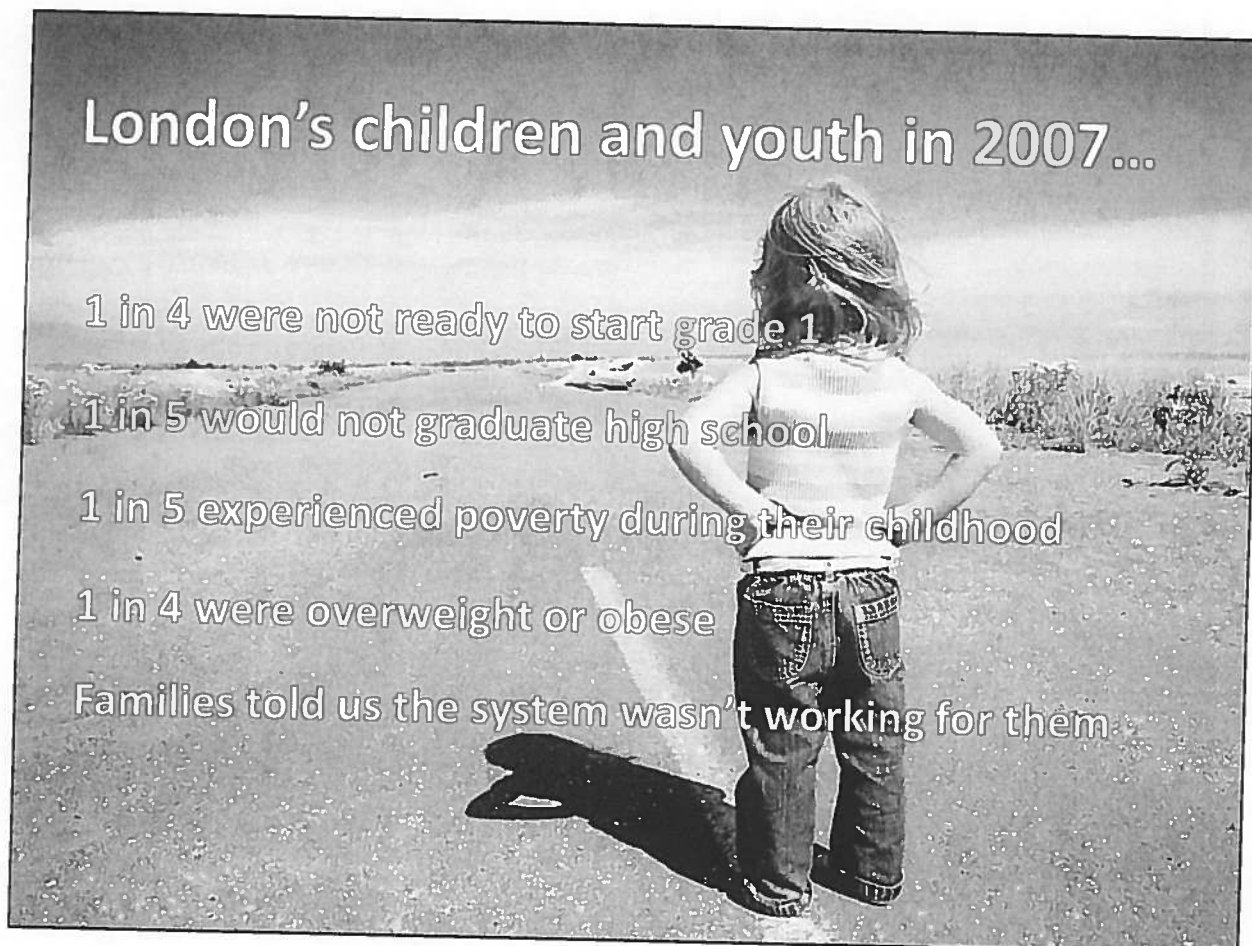 London's children and youth in 2007...
1 in 4 were not ready to start grade 1
1 in 5 would not graduate high school
1 in 5 experienced poverty during their childhood
1 in 4 were overweight or obese
Families told us the system wasn't working for them